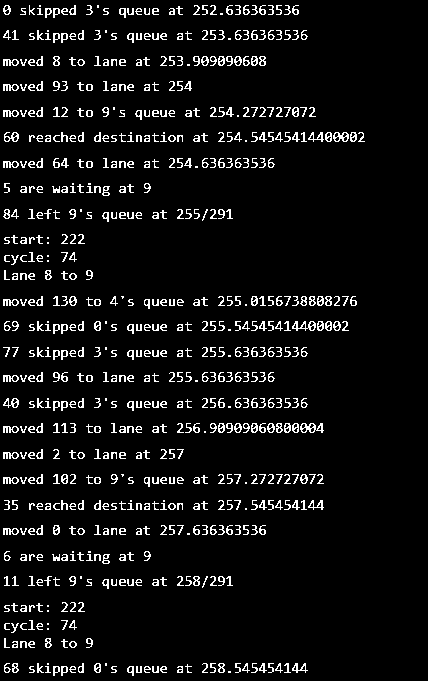 0 skipped 3's queue at 252.636363536
41 skipped 3's queue at 253.636363536
moved 8 to lane at 253.909090608
moved 93 to lane at 254
moved 12 to 9's queue at 254.272727072
60 reached destination at 254.54545414400002
moved 64 to lane at 254.636363536
5 are waiting at 9
84 left 9's queue at 255/291
start: 222
cycle: 74
Lane 8 to 9
moved 130 to 4's queue at 255.0156738808276
69 skipped 0's queue at 255.54545414400002
77 skipped 3's queue at 255.636363536
moved 96 to lane at 255.636363536
40 skipped 3's queue at 256.636363536
moved 113 to lane at 256.90909060800004
moved 2 to lane at 257
moved 102 to 9's queue at 257.272727072
35 reached destination at 257.545454144
moved 0 to lane at 257.636363536
6 are waiting at 9
11 left 9's queue at 258/291
start: 222
cycle: 74
Lane 8 to 9
68 skipped 0's queue at 258.545454144